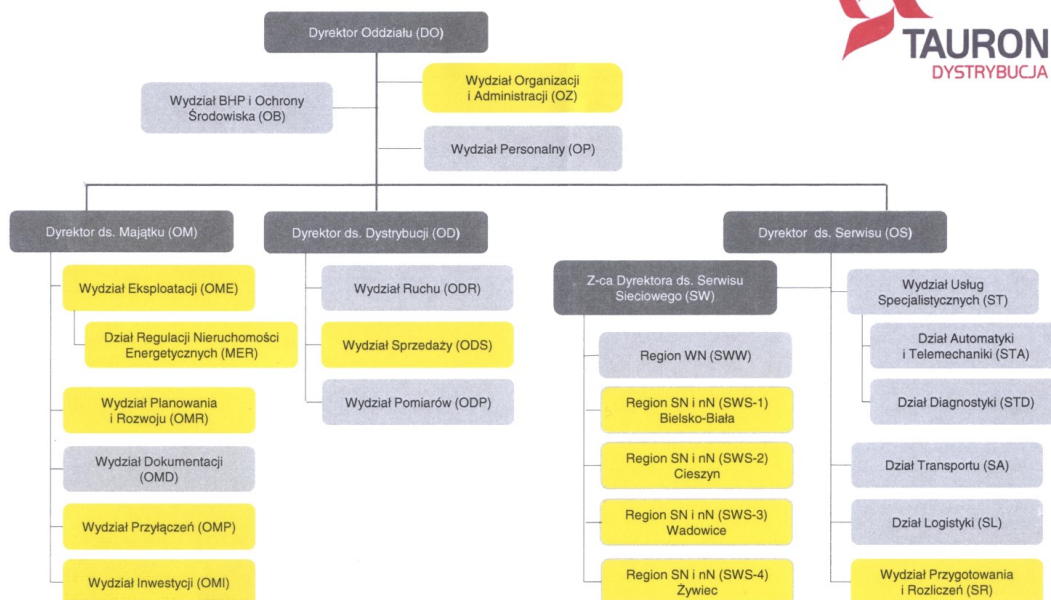 Dyrektor Oddziału (DO)
TAURON
DYSTRYBUCJA
Wydział Organizacji
i Administracji (OZ)
Wydział BHP i Ochrony
Środowiska (OB)
Wydział Personalny (OP)
Dyrektor ds. Majątku (OM)
Wydział Eksploatacji (OME)
Dział Regulacji Nieruchomości
Energetycznych (MER)
Wydział Planowania
i Rozwoju (OMR)
Wydział Dokumentacji
(OMD)
Wydział Przyłączeń (OMP)
Wydział Inwestycji (OMI)
Dyrektor ds. Dystrybucji (OD)
Wydział Ruchu (ODR)
Wydział Sprzedaży (ODS)
Wydział Pomiarów (ODP)
Dyrektor ds. Serwisu (OS)
Z-ca Dyrektora ds. Serwisu
Sieciowego (SW)
Region WN (SWW)
Region SN i nN (SWS-1)
Bielsko-Biała
Region SN i nN (SWS-2)
Cieszyn
Region SN i nN (SWS-3)
Wadowice
Region SN i nN (SWS-4)
Żywiec
Wydział Usług
Specjalistycznych (ST)
Dział Automatyki
i Telemechaniki (STA)
Dział Diagnostyki (STD)
Dział Transportu (SA)
Dział Logistyki (SL)
Wydział Przygotowania
i Rozliczeń (SR)